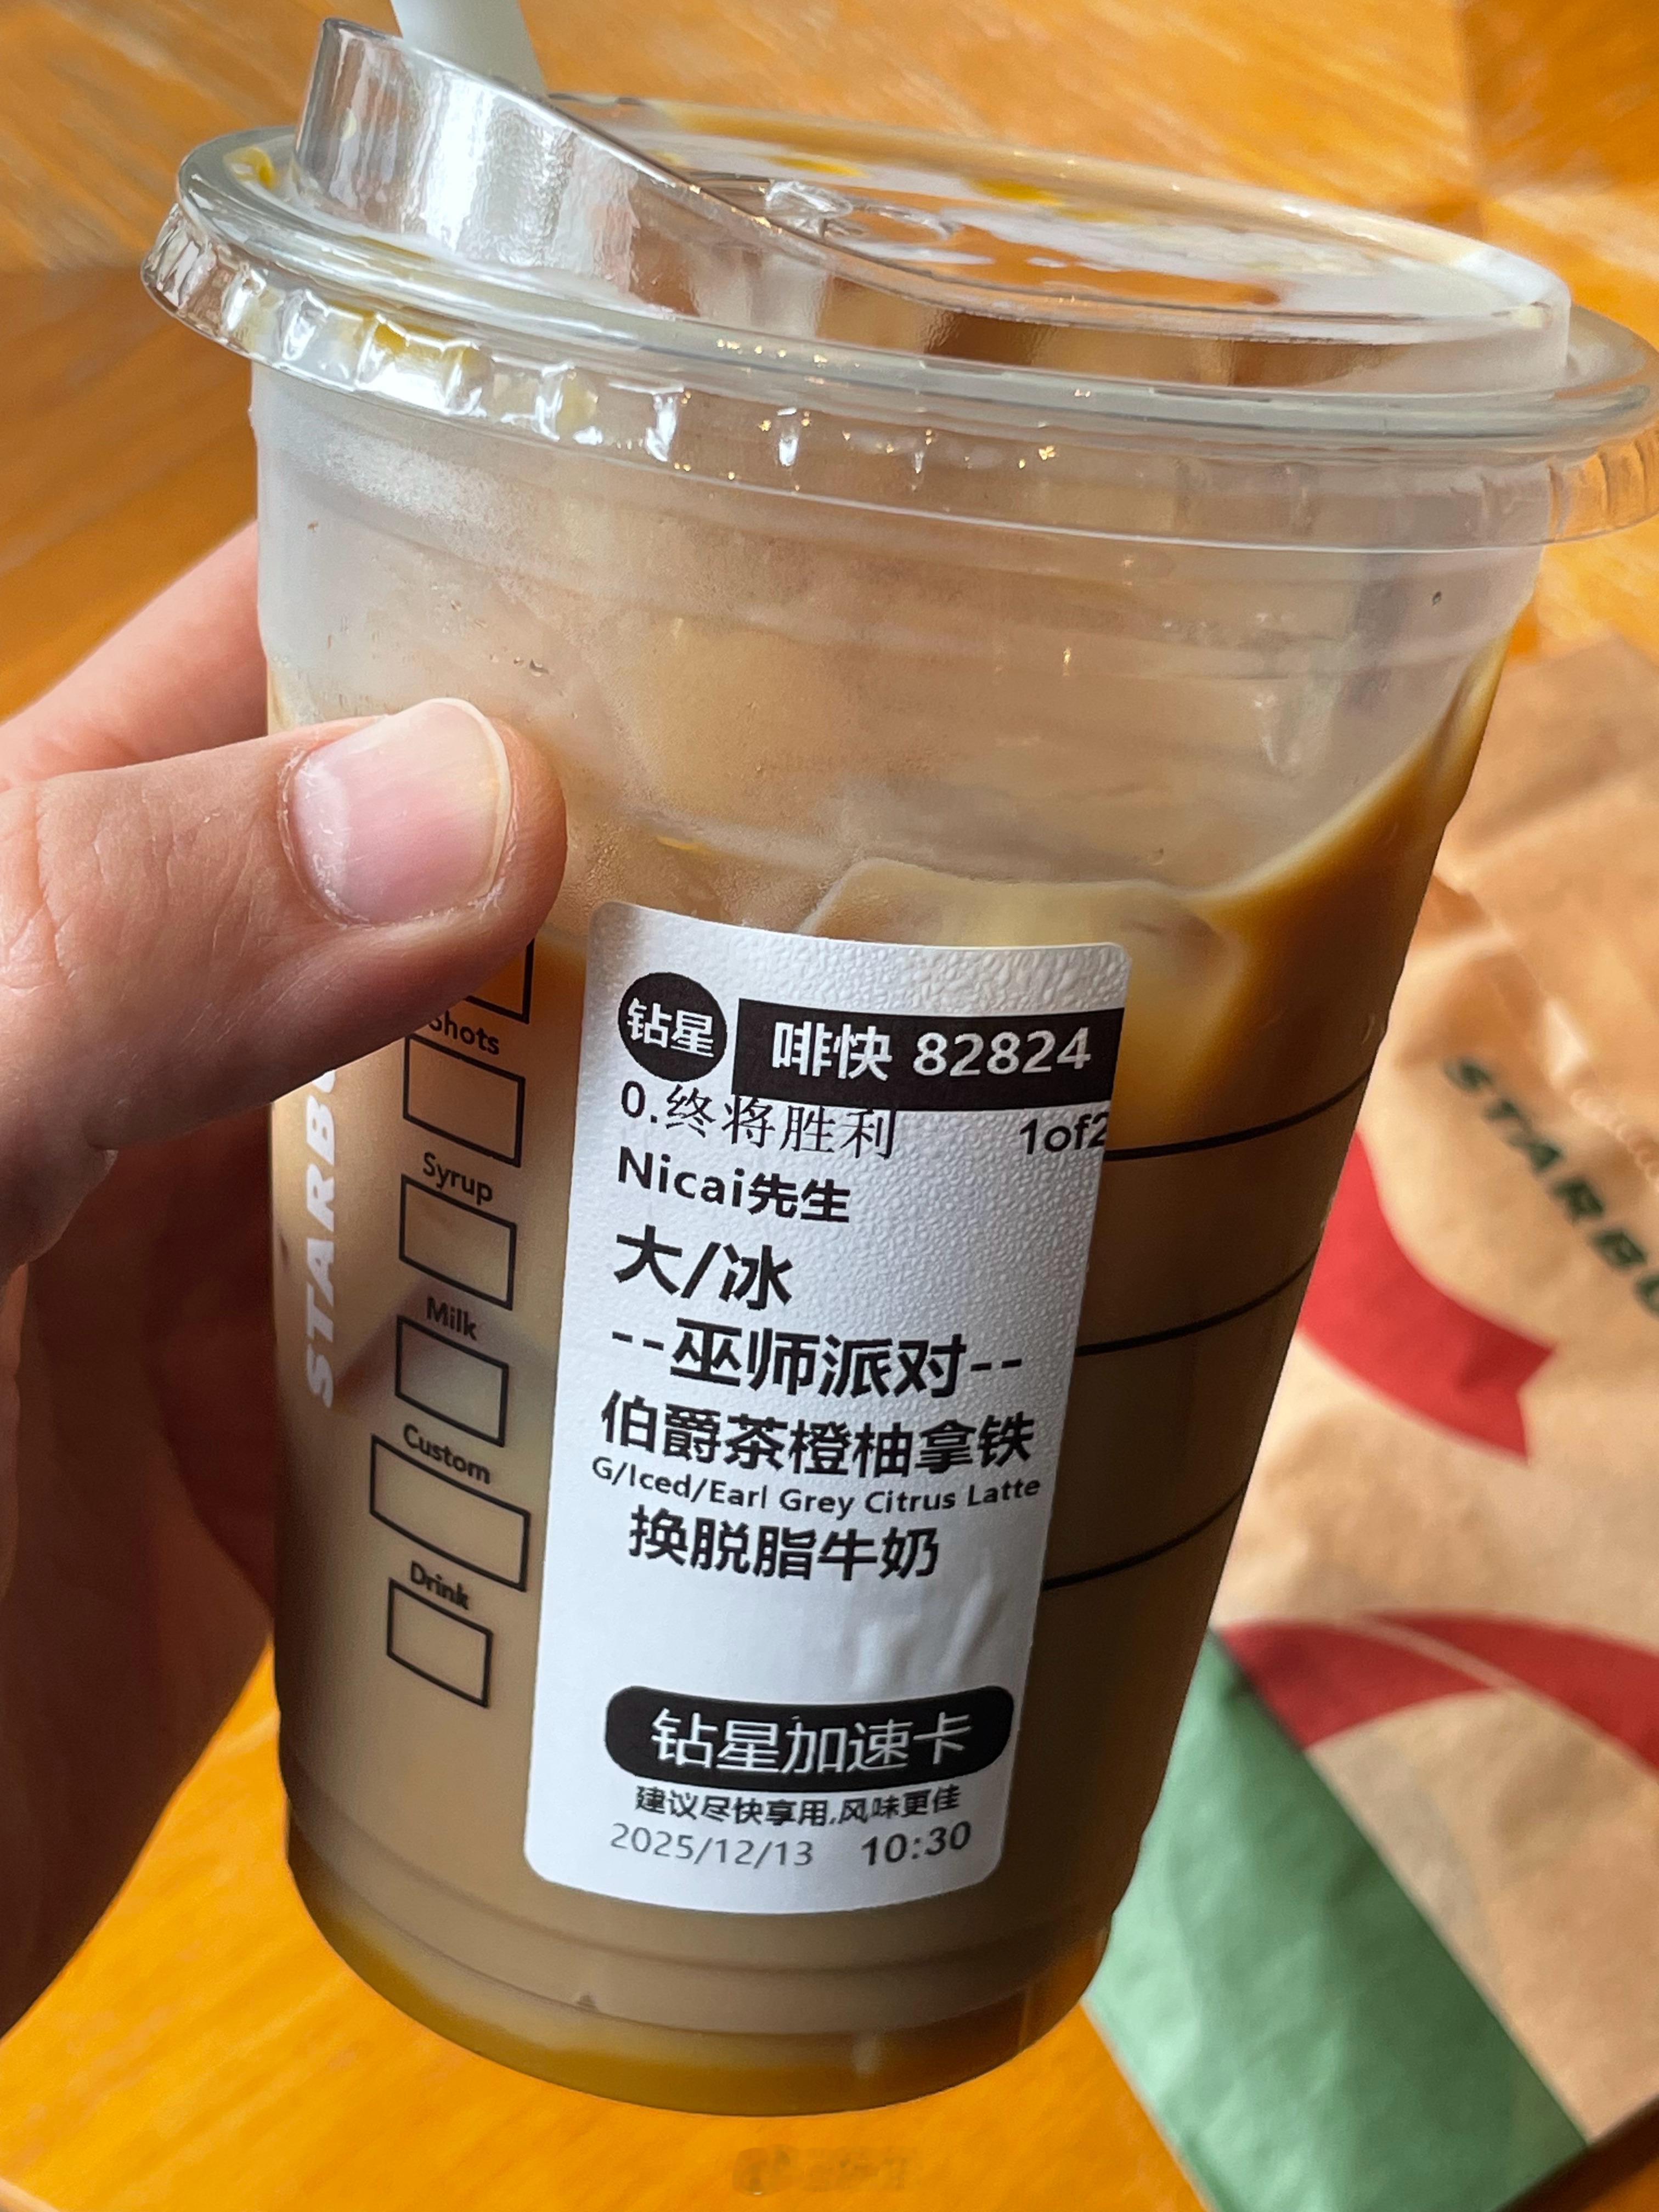 钻星
啡快 82824
0.终将胜利 1of2
Nicai先生
大/冰
--巫师派对--
伯爵茶橙柚拿铁
G/Iced/Earl Grey Citrus Latte
换脱脂牛奶
钻星加速卡
建议尽快享用,风味更佳
2025/12/13 10:30
Shots
Syrup
Milk
Custom
Drink
STARB
STARBU